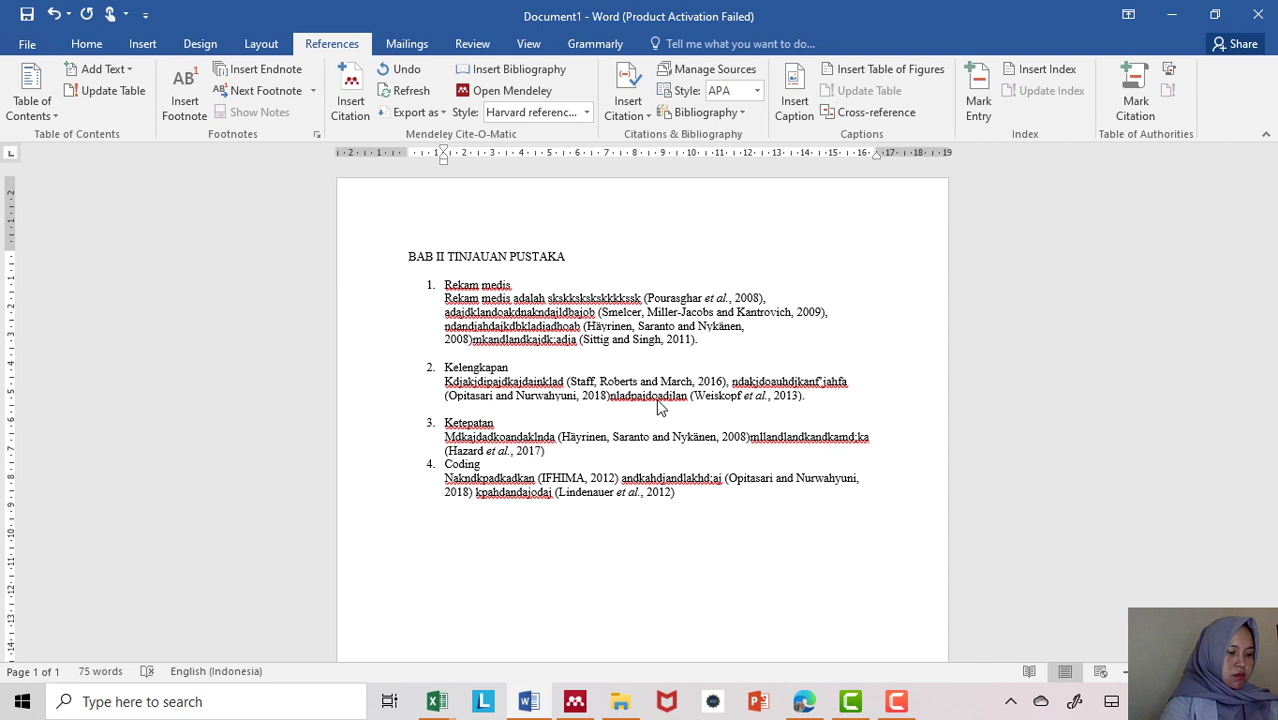 Document1 - Word (Product Activation Failed)
File Home Insert Design Layout References Mailings Review View Grammarly Tell me what you want to do... Share
Table of Contents
Add Text
Update Table
Table of Contents
AB1
Insert Footnote
Insert Endnote
Next Footnote
Show Notes
Footnotes
Insert Citation
Undo
Refresh
Export as
Insert Bibliography
Open Mendeley
Style: Harvard referenc...
Mendeley Cite-O-Matic
Insert Citation
Manage Sources
Style: APA
Bibliography
Citations & Bibliography
Insert Caption
Insert Table of Figures
Update Table
Cross-reference
Captions
Mark Entry
Insert Index
Update Index
Index
Mark Citation
Table of Authorities
BAB II TINJAUAN PUSTAKA
1. Rekam medis
Rekam medis adalah skskkskskskkkkssk (Pourasghar et al., 2008),
adajdklandoakdnakndajldbajob (Smelcer, Miller-Jacobs and Kantrovich, 2009),
ndandjahdajkdbkladjadhoab (Häyrinen, Saranto and Nykänen,
2008)mkandlandkajdk;adja (Sittig and Singh, 2011).
2. Kelengkapan
Kdjakjdipajdkajdainklad (Staff, Roberts and March, 2016), ndakjdoauhdjkanf'jahfa
(Opitasari and Nurwahyuni, 2018)nladpajdoadjlan (Weiskopf et al., 2013).
3. Ketepatan
Mdkajdadkoandaklnda (Häyrinen, Saranto and Nykänen, 2008)mllandlandkandkamd;ka
(Hazard et al., 2017)
4. Coding
Nakndkpadkadkan (IFHIMA, 2012) andkahdjandlakhd;aj (Opitasari and Nurwahyuni,
2018) kpahdandajodaj (Lindenauer et al., 2012)
Page 1 of 1 75 words English (Indonesia)
Type here to search